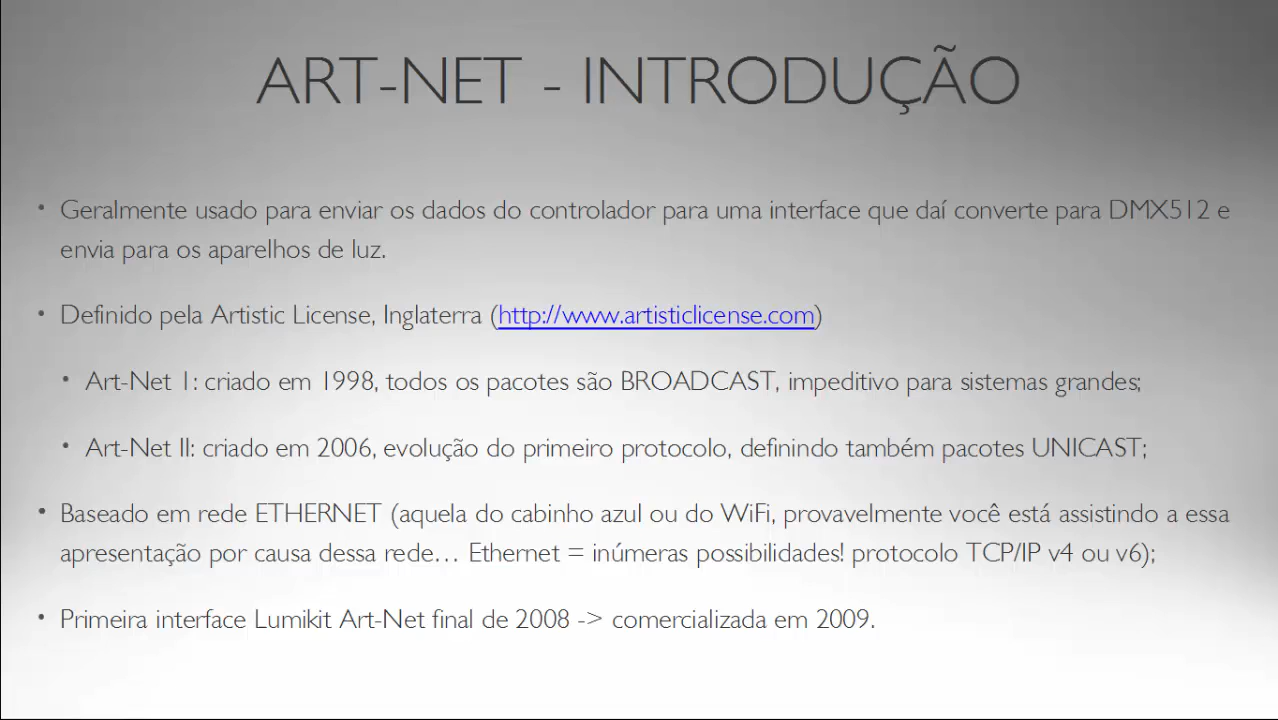 ART-NET - INTRODUÇÃO
• Geralmente usado para enviar os dados do controlador para uma interface que daí converte para DMX512 e
envia para os aparelhos de luz.
• Definido pela Artistic License, Inglaterra (http://www.artisticlicense.com)
• Art-Net I: criado em 1998, todos os pacotes são BROADCAST, impeditivo para sistemas grandes;
• Art-Net II: criado em 2006, evolução do primeiro protocolo, definindo também pacotes UNICAST;
• Baseado em rede ETHERNET (aquela do cabinho azul ou do WiFi, provavelmente você está assistindo a essa
apresentação por causa dessa rede… Ethernet = inúmeras possibilidades! protocolo TCP/IP v4 ou v6);
• Primeira interface Lumikit Art-Net final de 2008 -> comercializada em 2009.